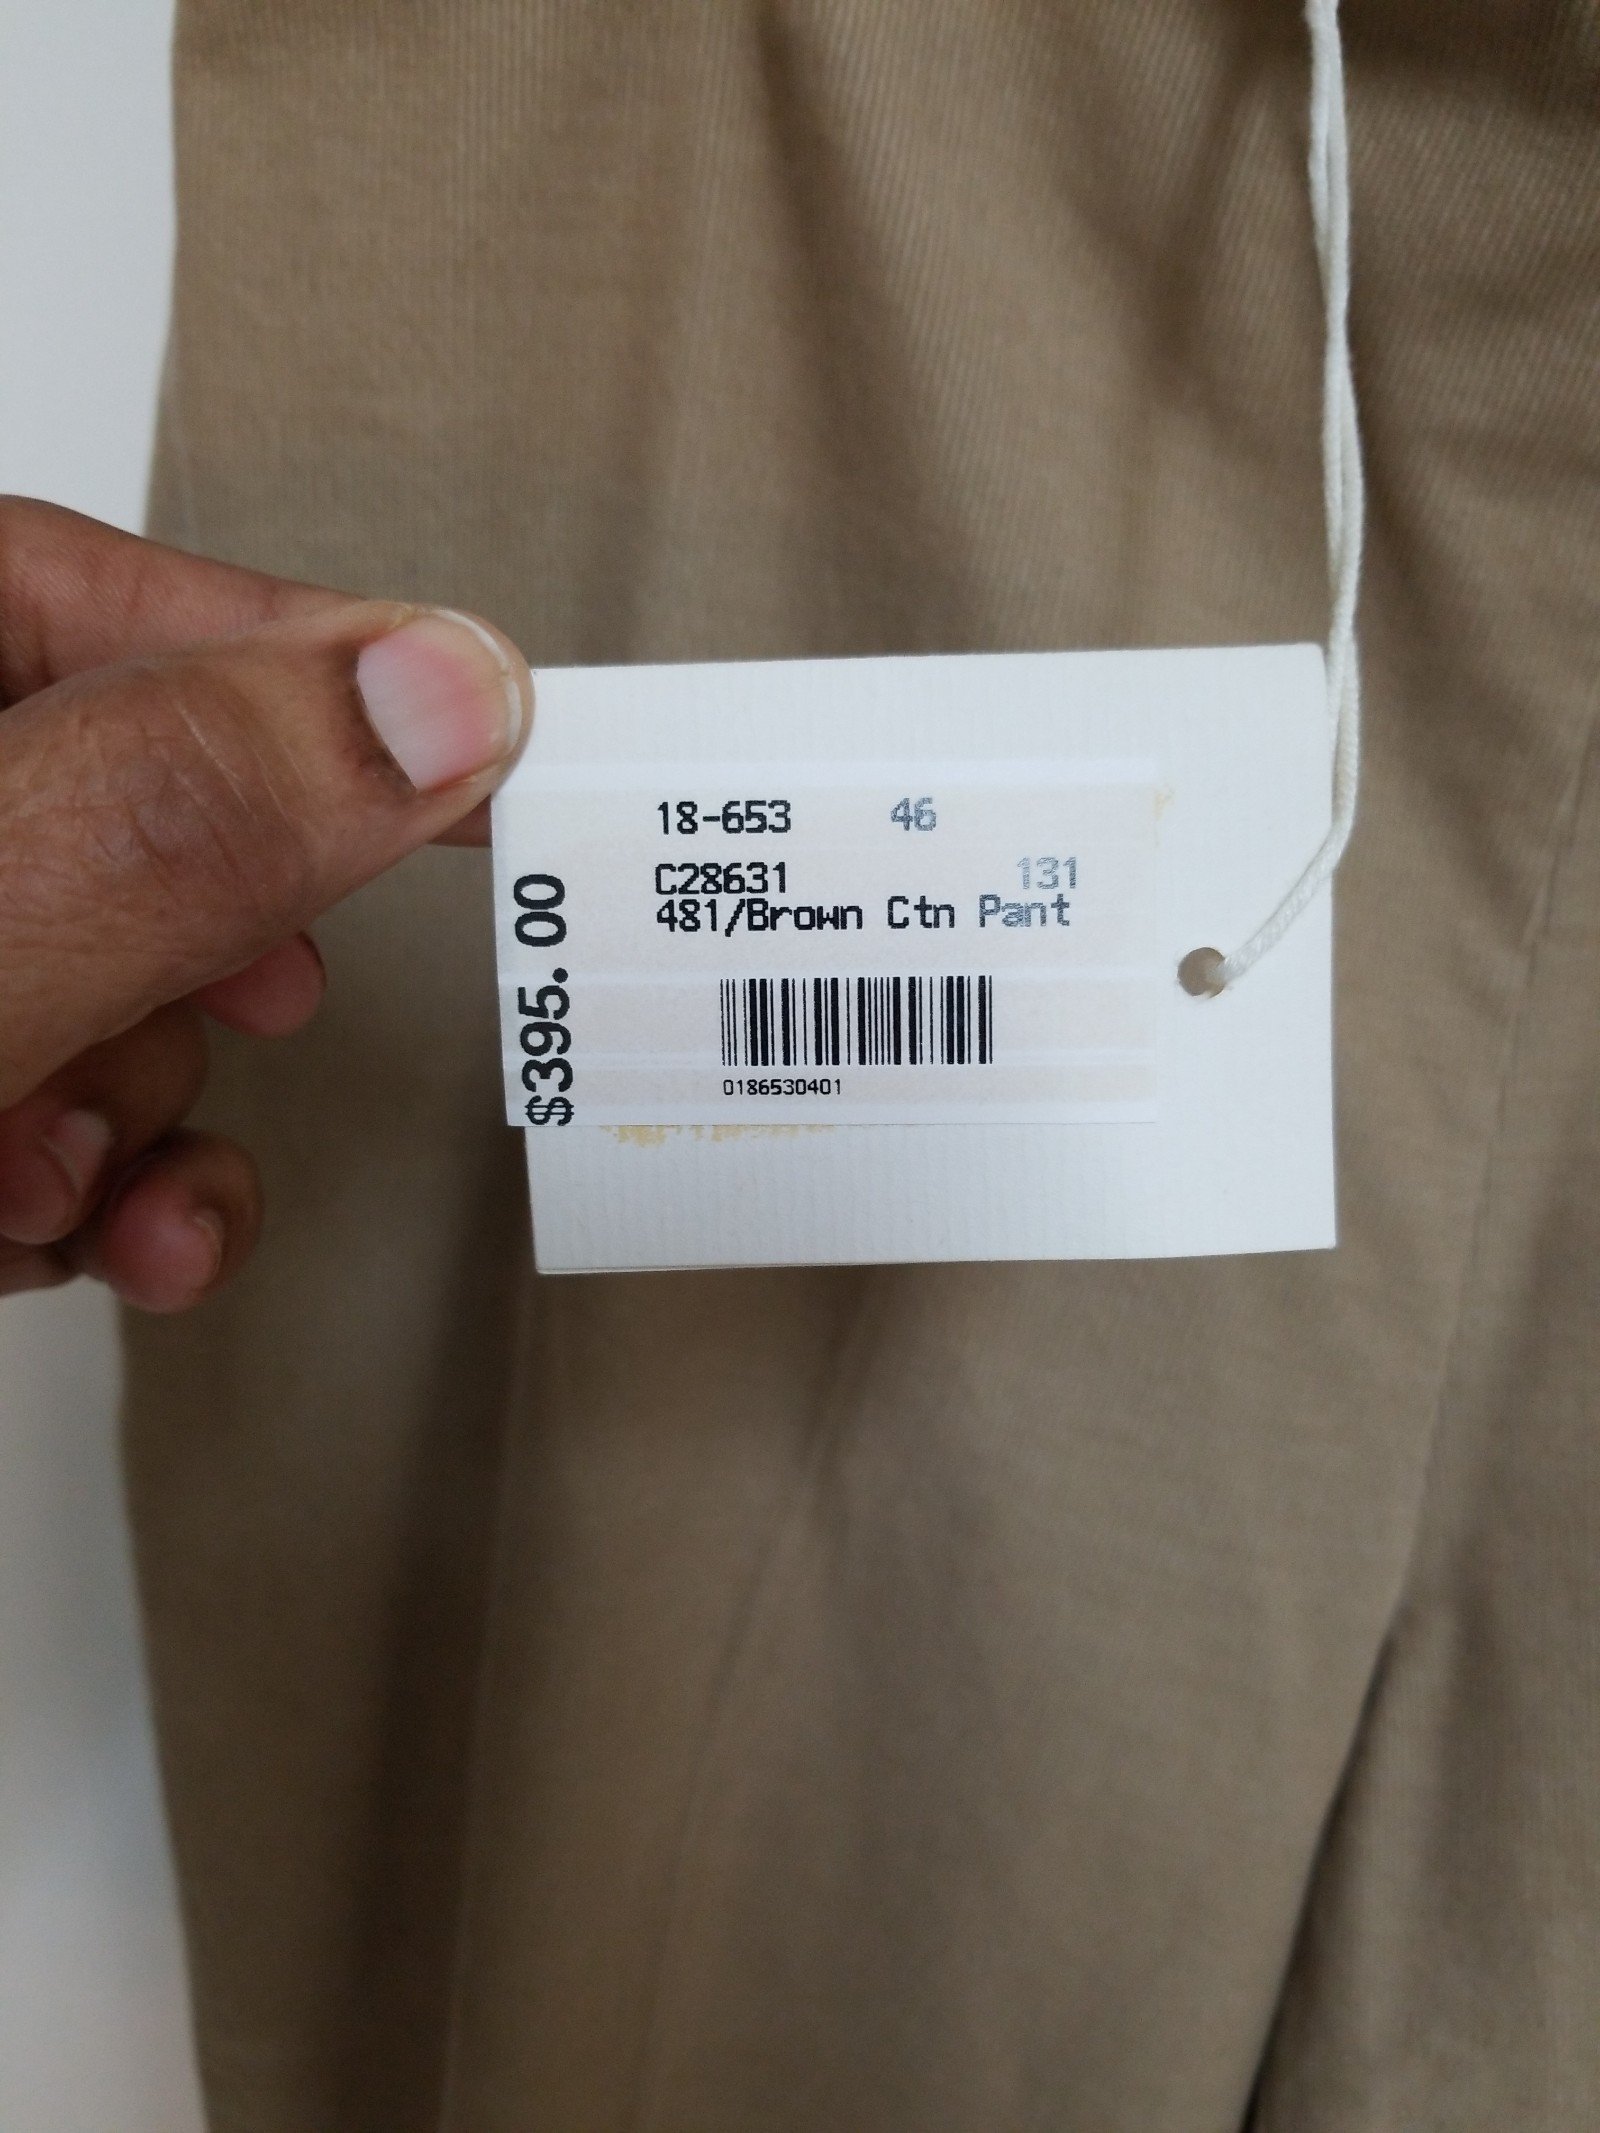 18-653 46
C28631 131
481/Brown Ctn Pant
0186530401
$395.00